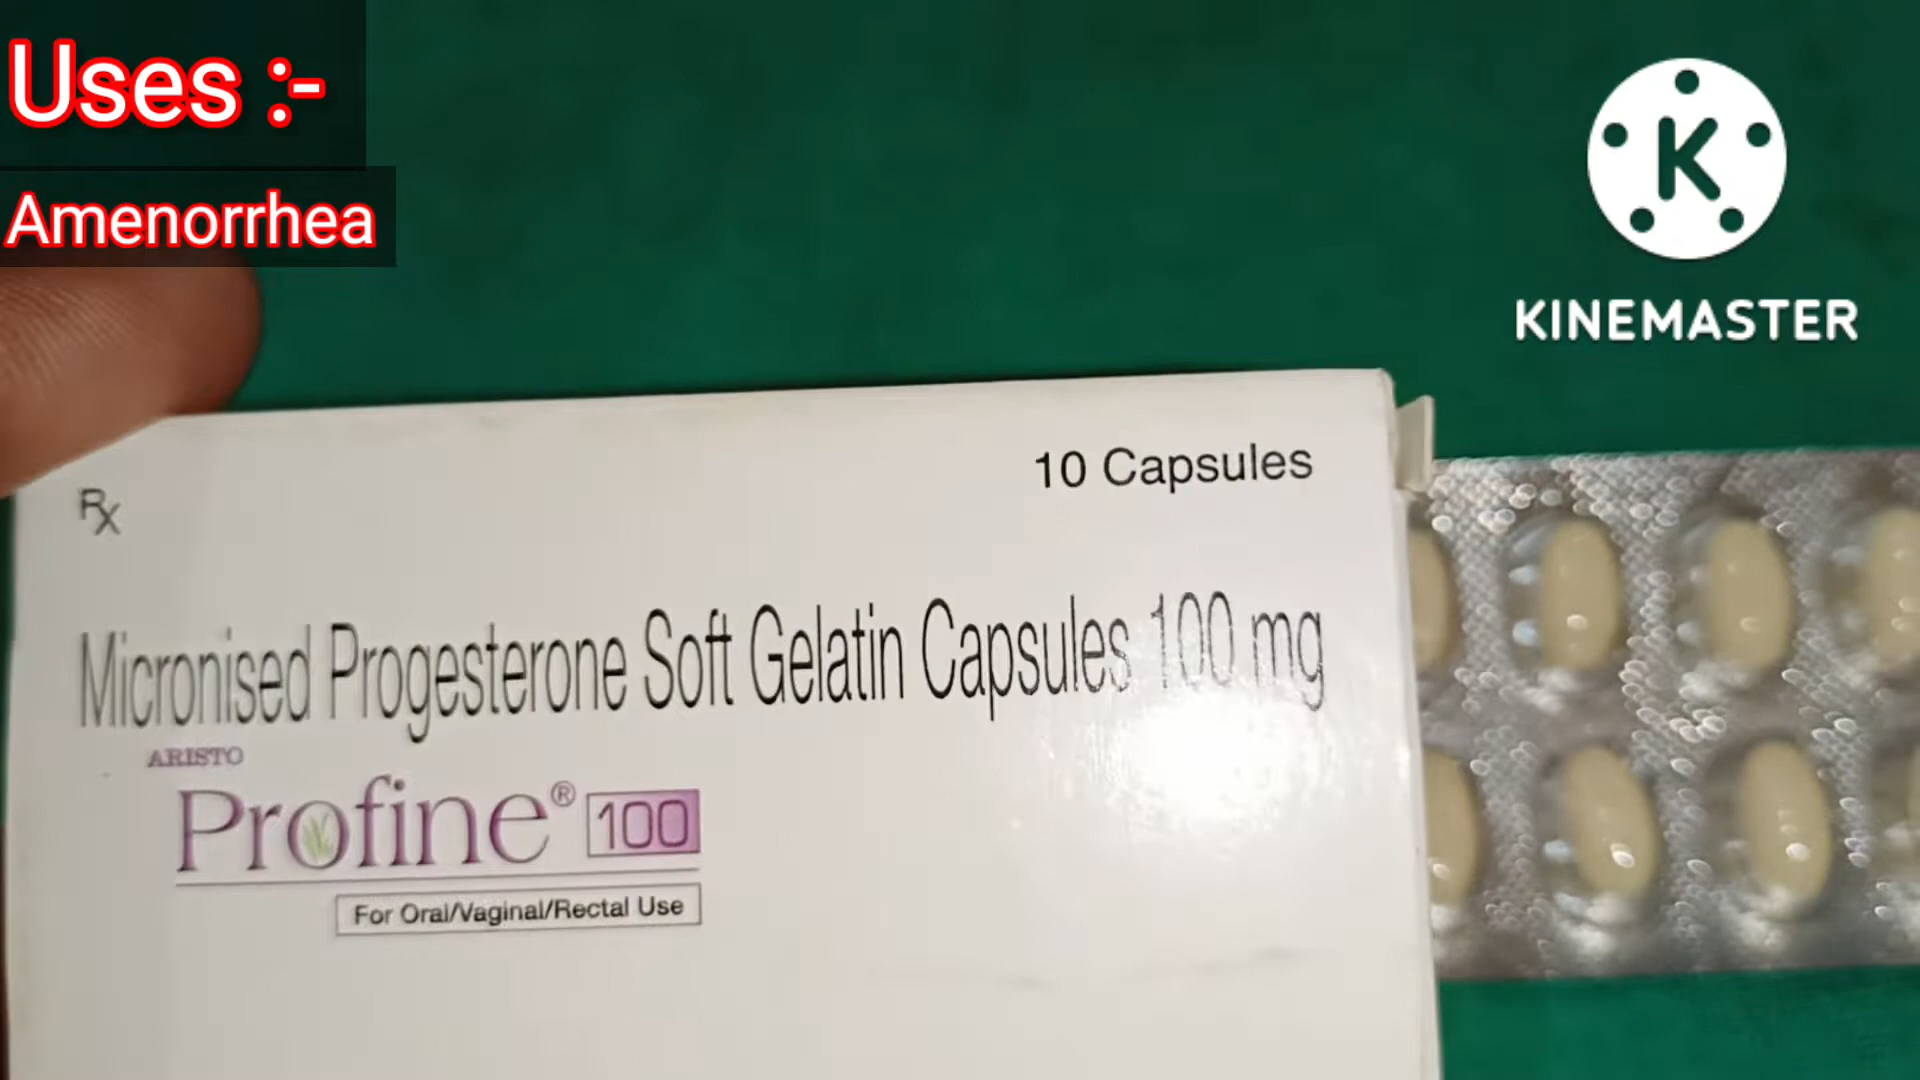 Uses :-
Amenorrhea
K
KINEMASTER
10 Capsules
Rx
Micronised Progesterone Soft Gelatin Capsules 100 mg
ARISTO
Profine® 100
For Oral/Vaginal/Rectal Use